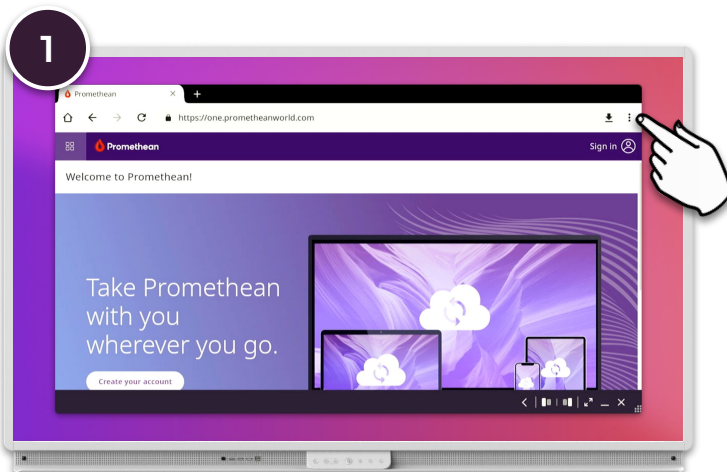 1
Promethean
https://one.prometheanworld.com
Promethean
Sign in
Welcome to Promethean!
Take Promethean
with you
wherever you go.
Create your account